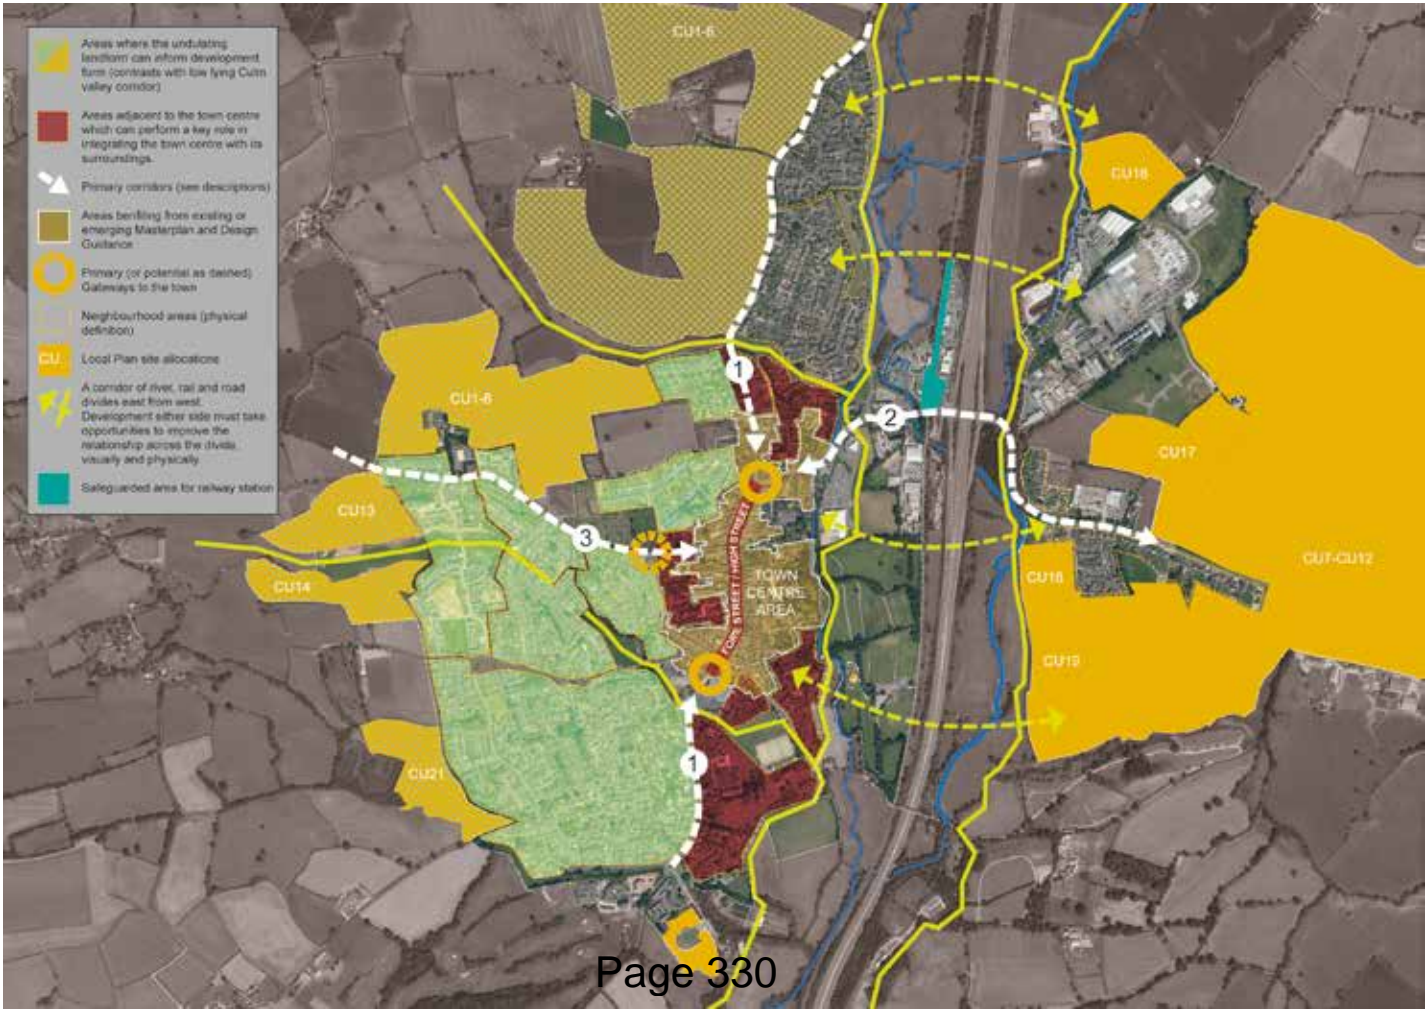 Areas where the undulating
landform can inform development
form (contrasts with low lying Culm
valley corridor)
Areas adjacent to the town centre
which can perform a key role in
integrating the town centre with its
surroundings.
Primary corridors (see descriptions)
Areas benifiting from existing or
emerging Masterplan and Design
Guidance
Primary (or potential as dashed)
Gateways to the town
Neighbourhood areas (physical
definition)
CU.
Local Plan site allocations
A corridor of river, rail and road
divides east from west.
Development either side must take
opportunities to improve the
relationship across the divide,
visually and physically.
Safeguarded area for railway station
CU1-6
CU16
1
CU1-6
2
CU17
CU13
3
FORE STREET / HIGH STREET
TOWN
CENTRE
AREA
CU7-CU12
CU14
CU18
CU19
1
CU21
Page 330